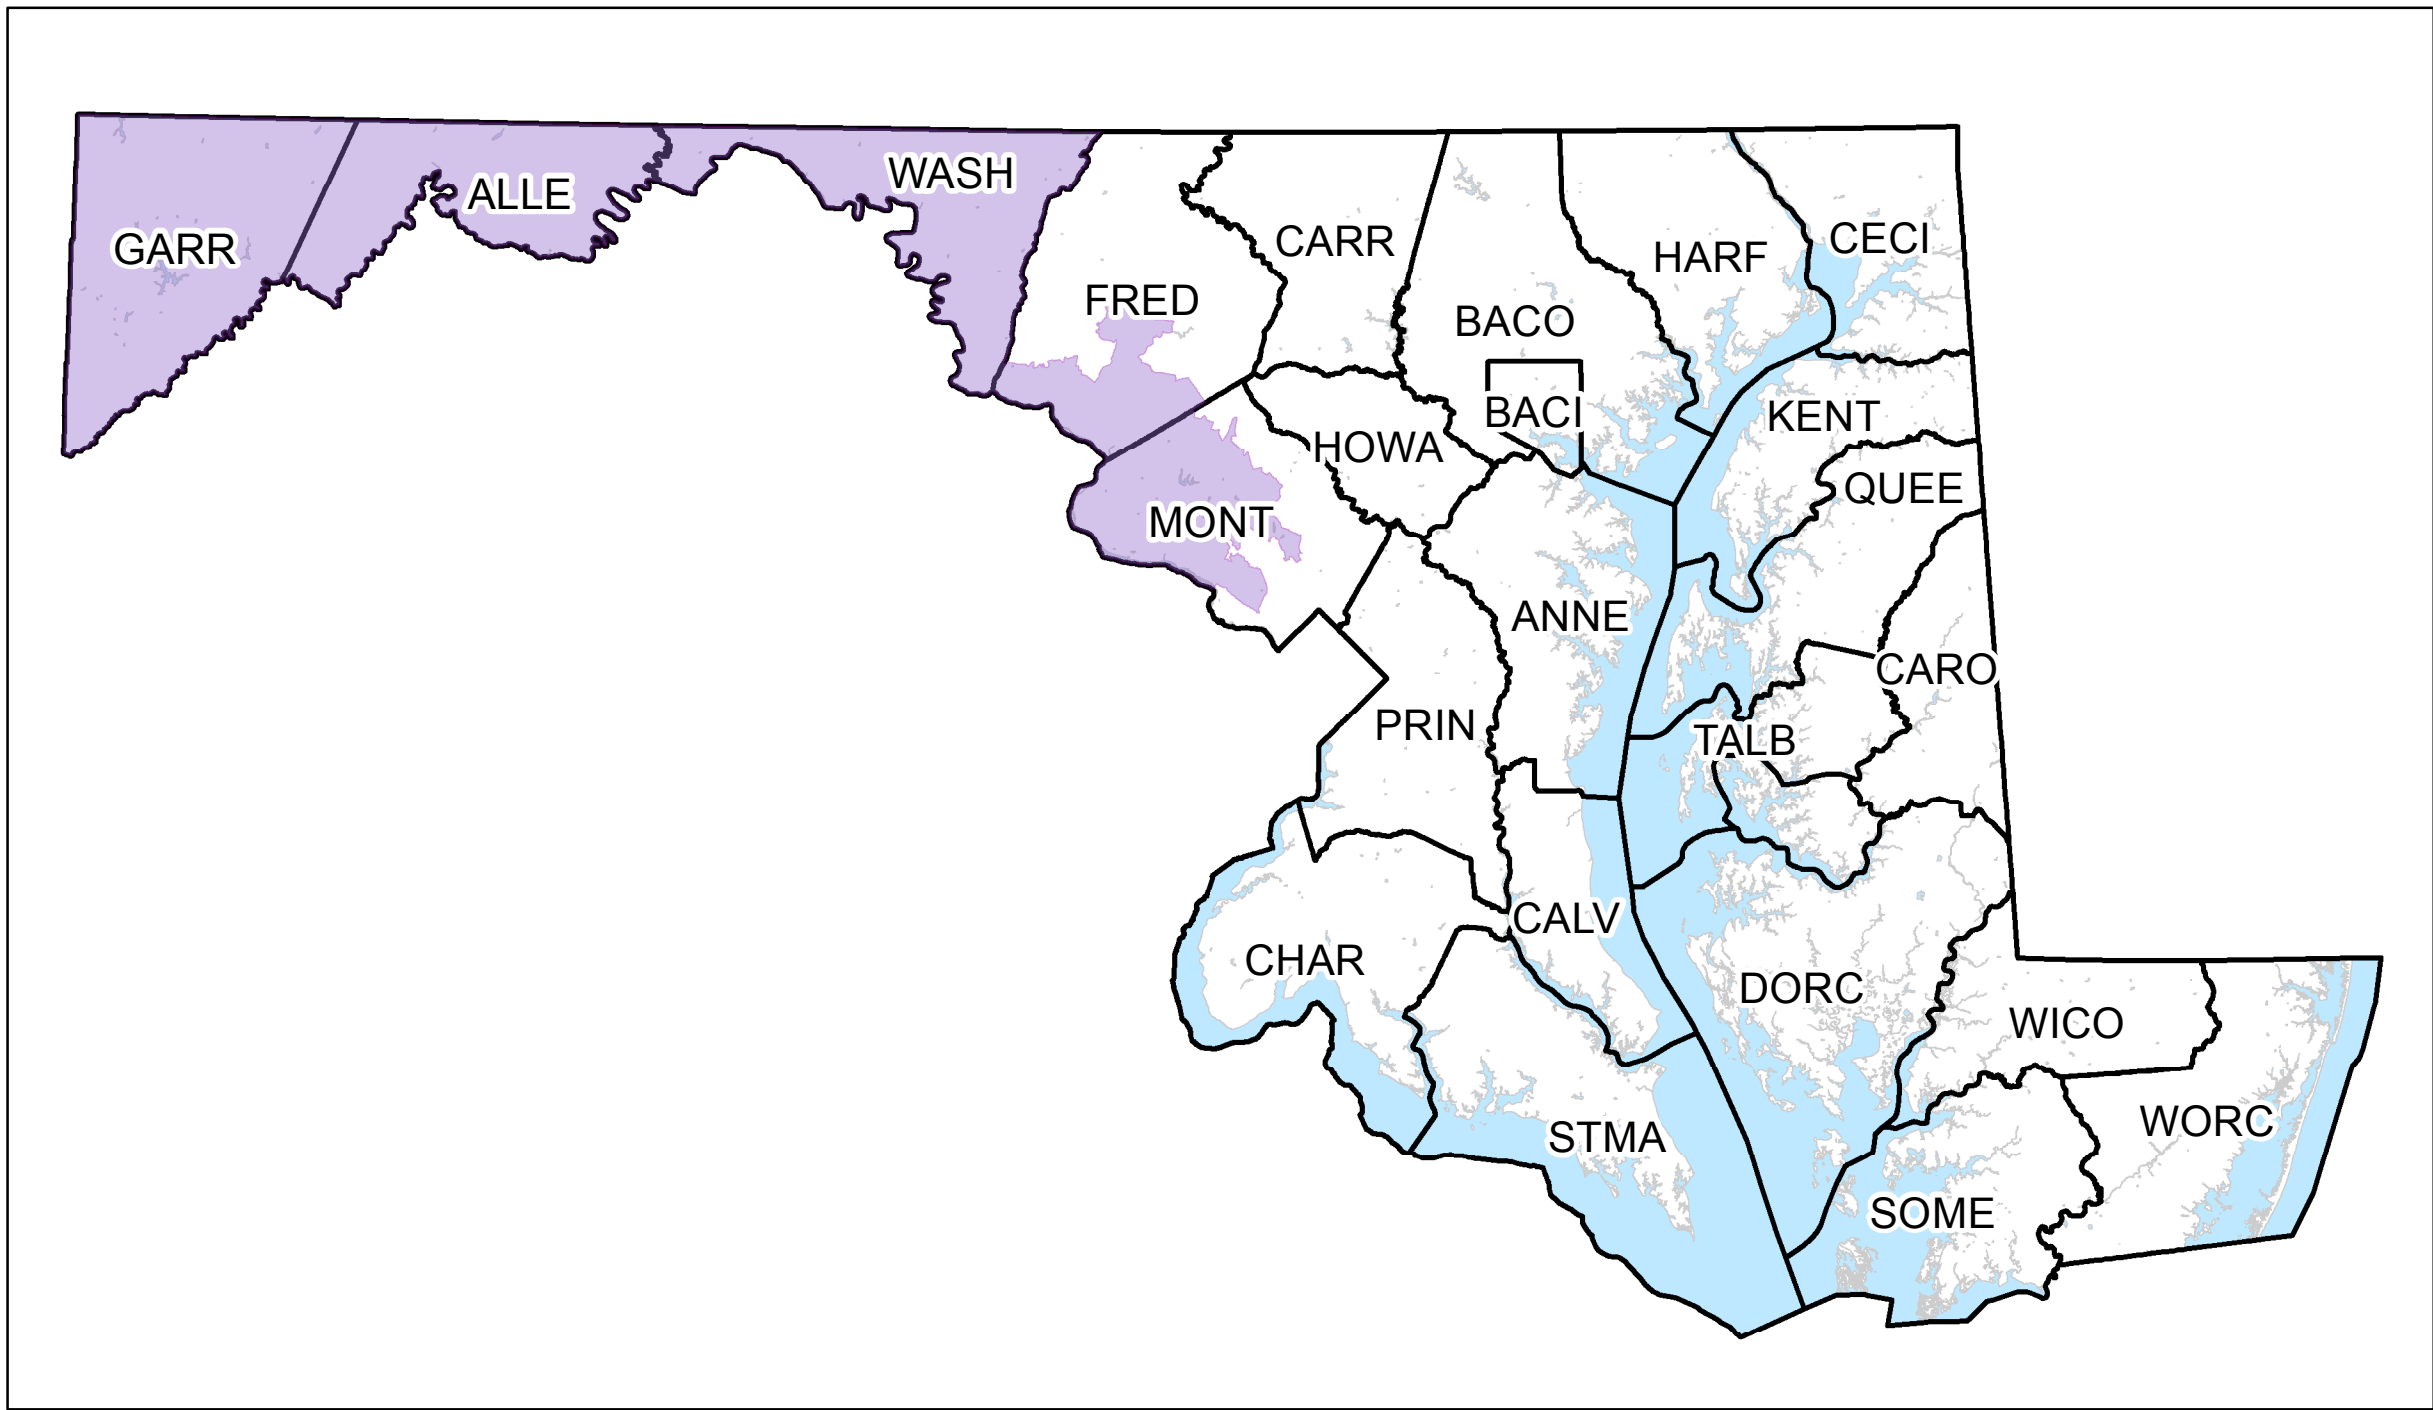 WASH
ALLE
GARR
CARR
CECI
HARF
FRED
BACO
BACI
KENT
HOWA
QUEE
MONT
ANNE
CARO
PRIN
TALB
CALV
CHAR
DORC
WICO
WORC
STMA
SOME